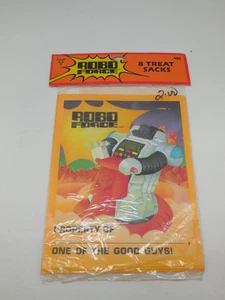 ROBO
FORCE
8 TREAT
SACKS
2.00
ROBO
FORCE
PROPERTY OF
ONE OF THE GOOD GUYS!